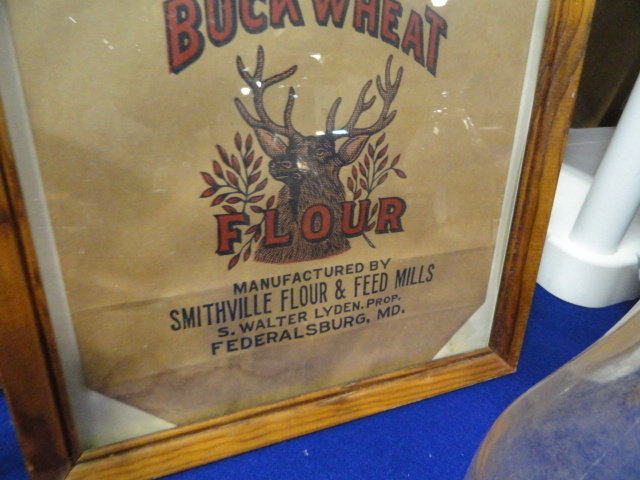 BUCKWHEAT
FLOUR
MANUFACTURED BY
SMITHVILLE FLOUR & FEED MILLS
S. WALTER LYDEN. PROP.
FEDERALSBURG, MD.